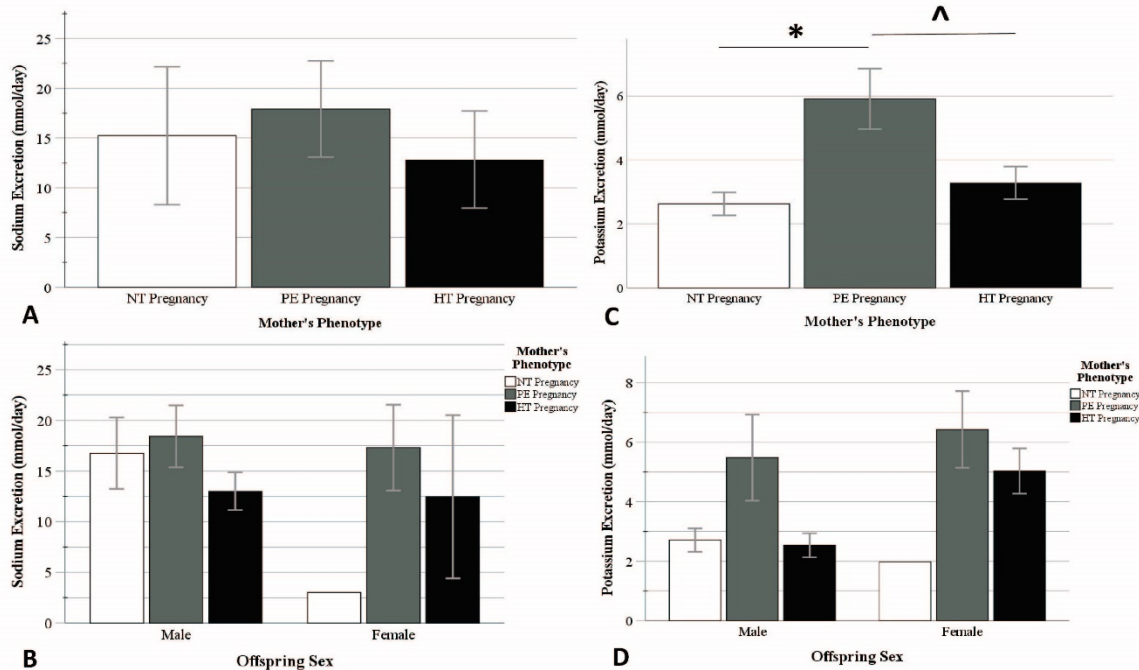 25
20
15
10
5
0
Sodium Excretion (mmol/day)
NT Pregnancy
PE Pregnancy
HT Pregnancy
Mother's Phenotype
A
*
^
6
4
2
0
Potassium Excretion (mmol/day)
NT Pregnancy
PE Pregnancy
HT Pregnancy
Mother's Phenotype
C
25
20
15
10
5
0
Sodium Excretion (mmol/day)
Mother's
Phenotype
NT Pregnancy
PE Pregnancy
HT Pregnancy
Male
Female
Offspring Sex
B
8
6
4
2
0
Potassium Excretion (mmol/day)
Mother's
Phenotype
NT Pregnancy
PE Pregnancy
HT Pregnancy
Male
Female
Offspring Sex
D